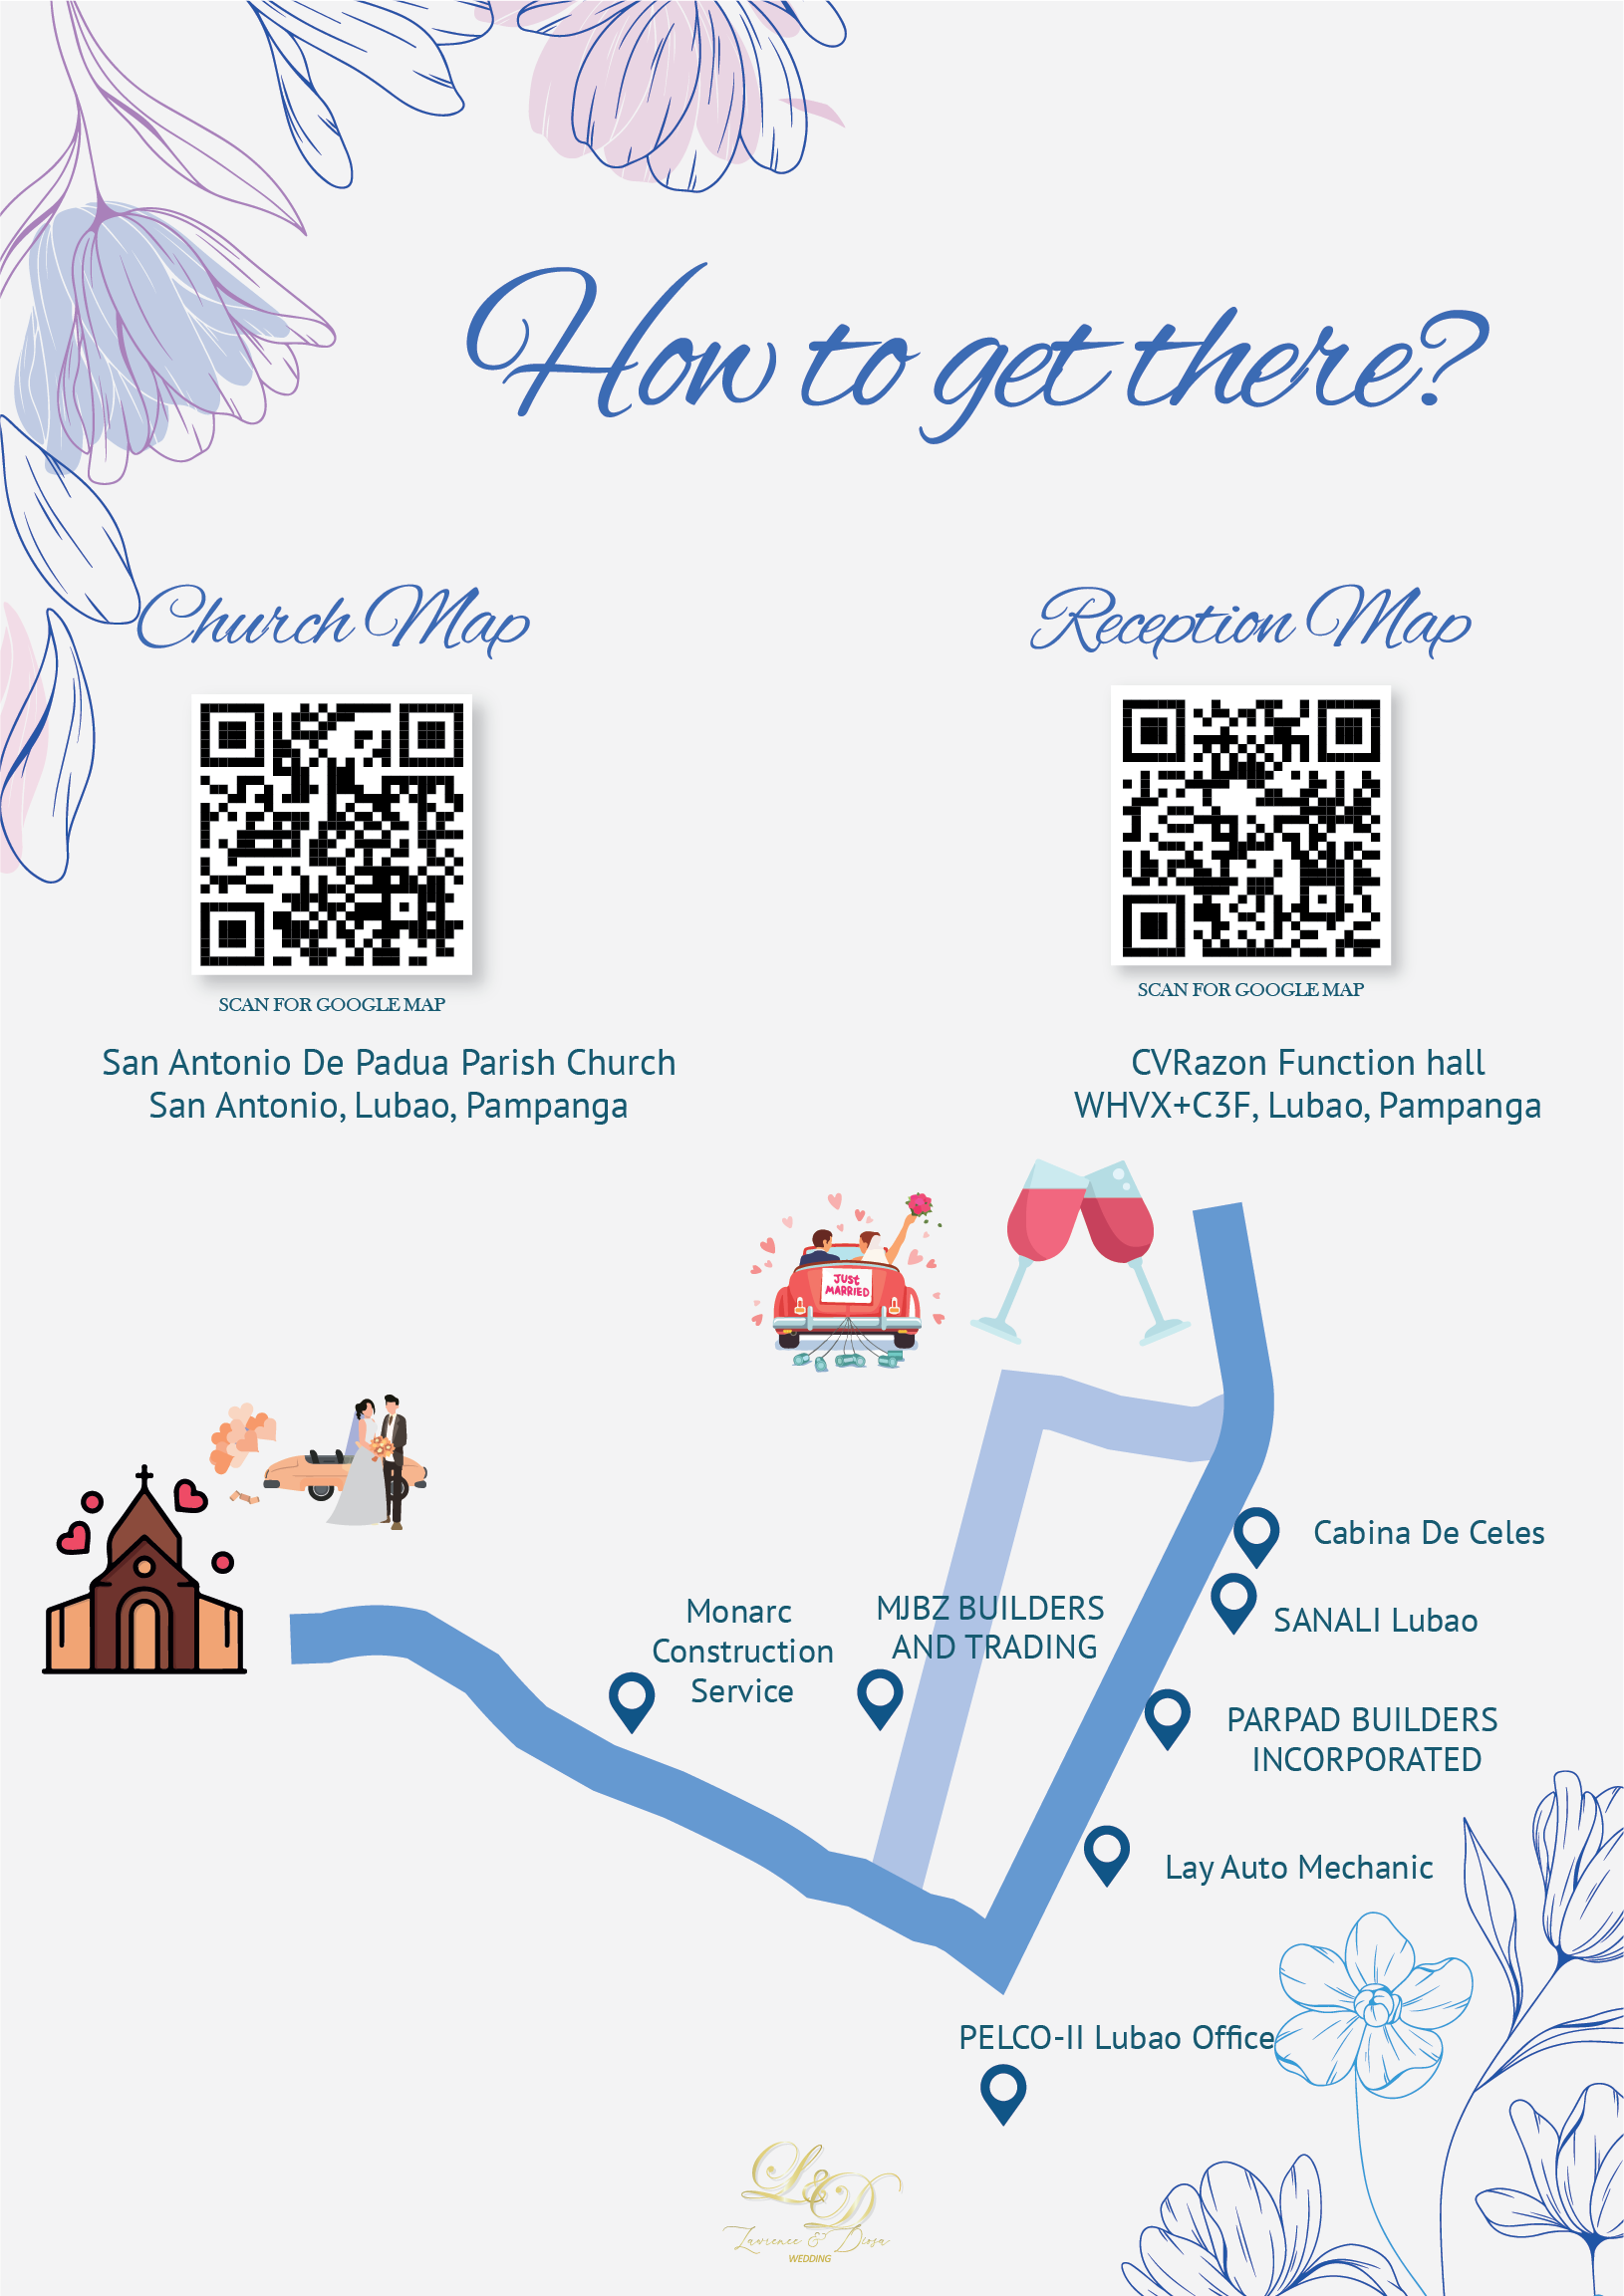 How to get there?
Church Map
Reception Map
SCAN FOR GOOGLE MAP
SCAN FOR GOOGLE MAP
San Antonio De Padua Parish Church
San Antonio, Lubao, Pampanga
CVRazon Function hall
WHVX+C3F, Lubao, Pampanga
JUST
MARRIED
Cabina De Celes
SANALI Lubao
Monarc
Construction
Service
MJBZ BUILDERS
AND TRADING
PARPAD BUILDERS
INCORPORATED
Lay Auto Mechanic
PELCO-II Lubao Office
L&D
Lawrence & Diosa
WEDDING